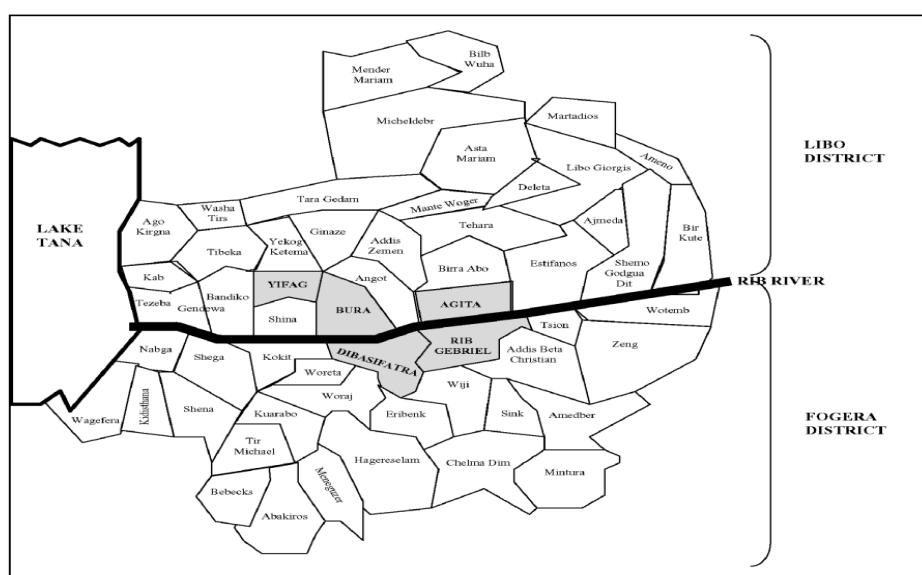 Bilb
Wuha
Mender
Mariam
Micheldebr
Martadios
Asta
Mariam
Libo Giorgis
Ameno
LIBO
DISTRICT
Deleta
Tara Gedam
Mante Woger
Washa
Tirs
Ago
Kirgna
LAKE
TANA
Tibeka
Yekog
Ketema
Ginaze
Addis
Zemen
Tehara
Ajmeda
Bir
Kute
Kab
YIFAG
Angot
Birra Abo
Estifanos
Shemo
Godgua
Dit
RIB RIVER
Tezeba
Gendewa
Bandiko
Shina
BURA
AGITA
Wotemb
Tsion
Nabga
Shega
Kokit
DIBASIFATRA
RIB
GEBRIEL
Addis Beta
Christian
Zeng
Woreta
Wagefera
Kidisthana
Shena
Kuarabo
Woraj
Eribenk
Wiji
Sink
Amedber
FOGERA
DISTRICT
Tir
Michael
Hagereselam
Chelma Dim
Mintura
Bebecks
Abakiros